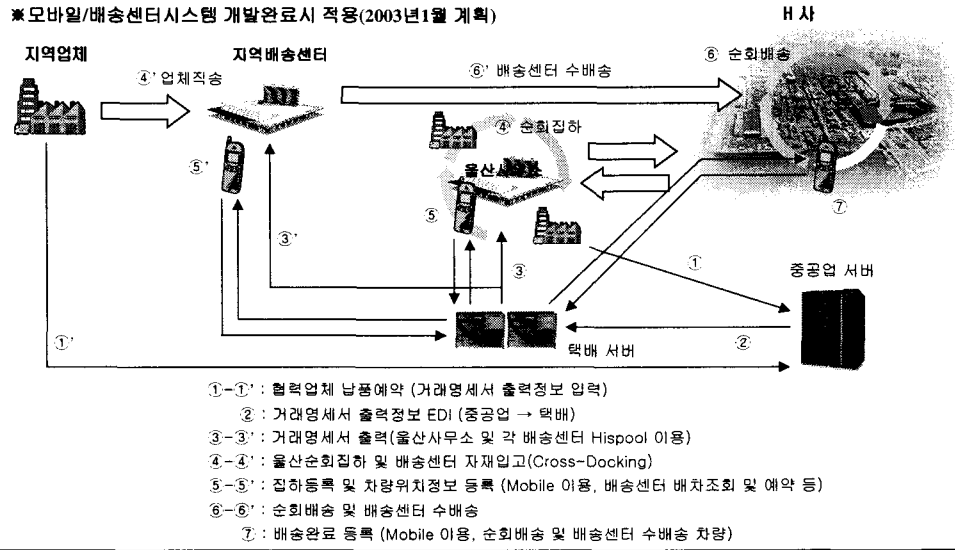 ※모바일/배송센터시스템 개발완료시 적용(2003년1월 계획)
H 사
지역업체
지역배송센터
⑥ 순회배송
④' 업체직송
⑥' 배송센터 수배송
④ 순회집하
⑤'
울산사무소
⑤
⑦
③'
③
①
중공업 서버
①'
②
택배 서버
①-①' : 협력업체 납품예약 (거래명세서 출력정보 입력)
② : 거래명세서 출력정보 EDI (중공업 → 택배)
③-③' : 거래명세서 출력(울산사무소 및 각 배송센터 Hispool 이용)
④-④' : 울산순회집하 및 배송센터 자재입고(Cross-Docking)
⑤-⑤' : 집하등록 및 차량위치정보 등록 (Mobile 이용, 배송센터 배차조회 및 예약 등)
⑥-⑥' : 순회배송 및 배송센터 수배송
⑦ : 배송완료 등록 (Mobile 이용, 순회배송 및 배송센터 수배송 차량)